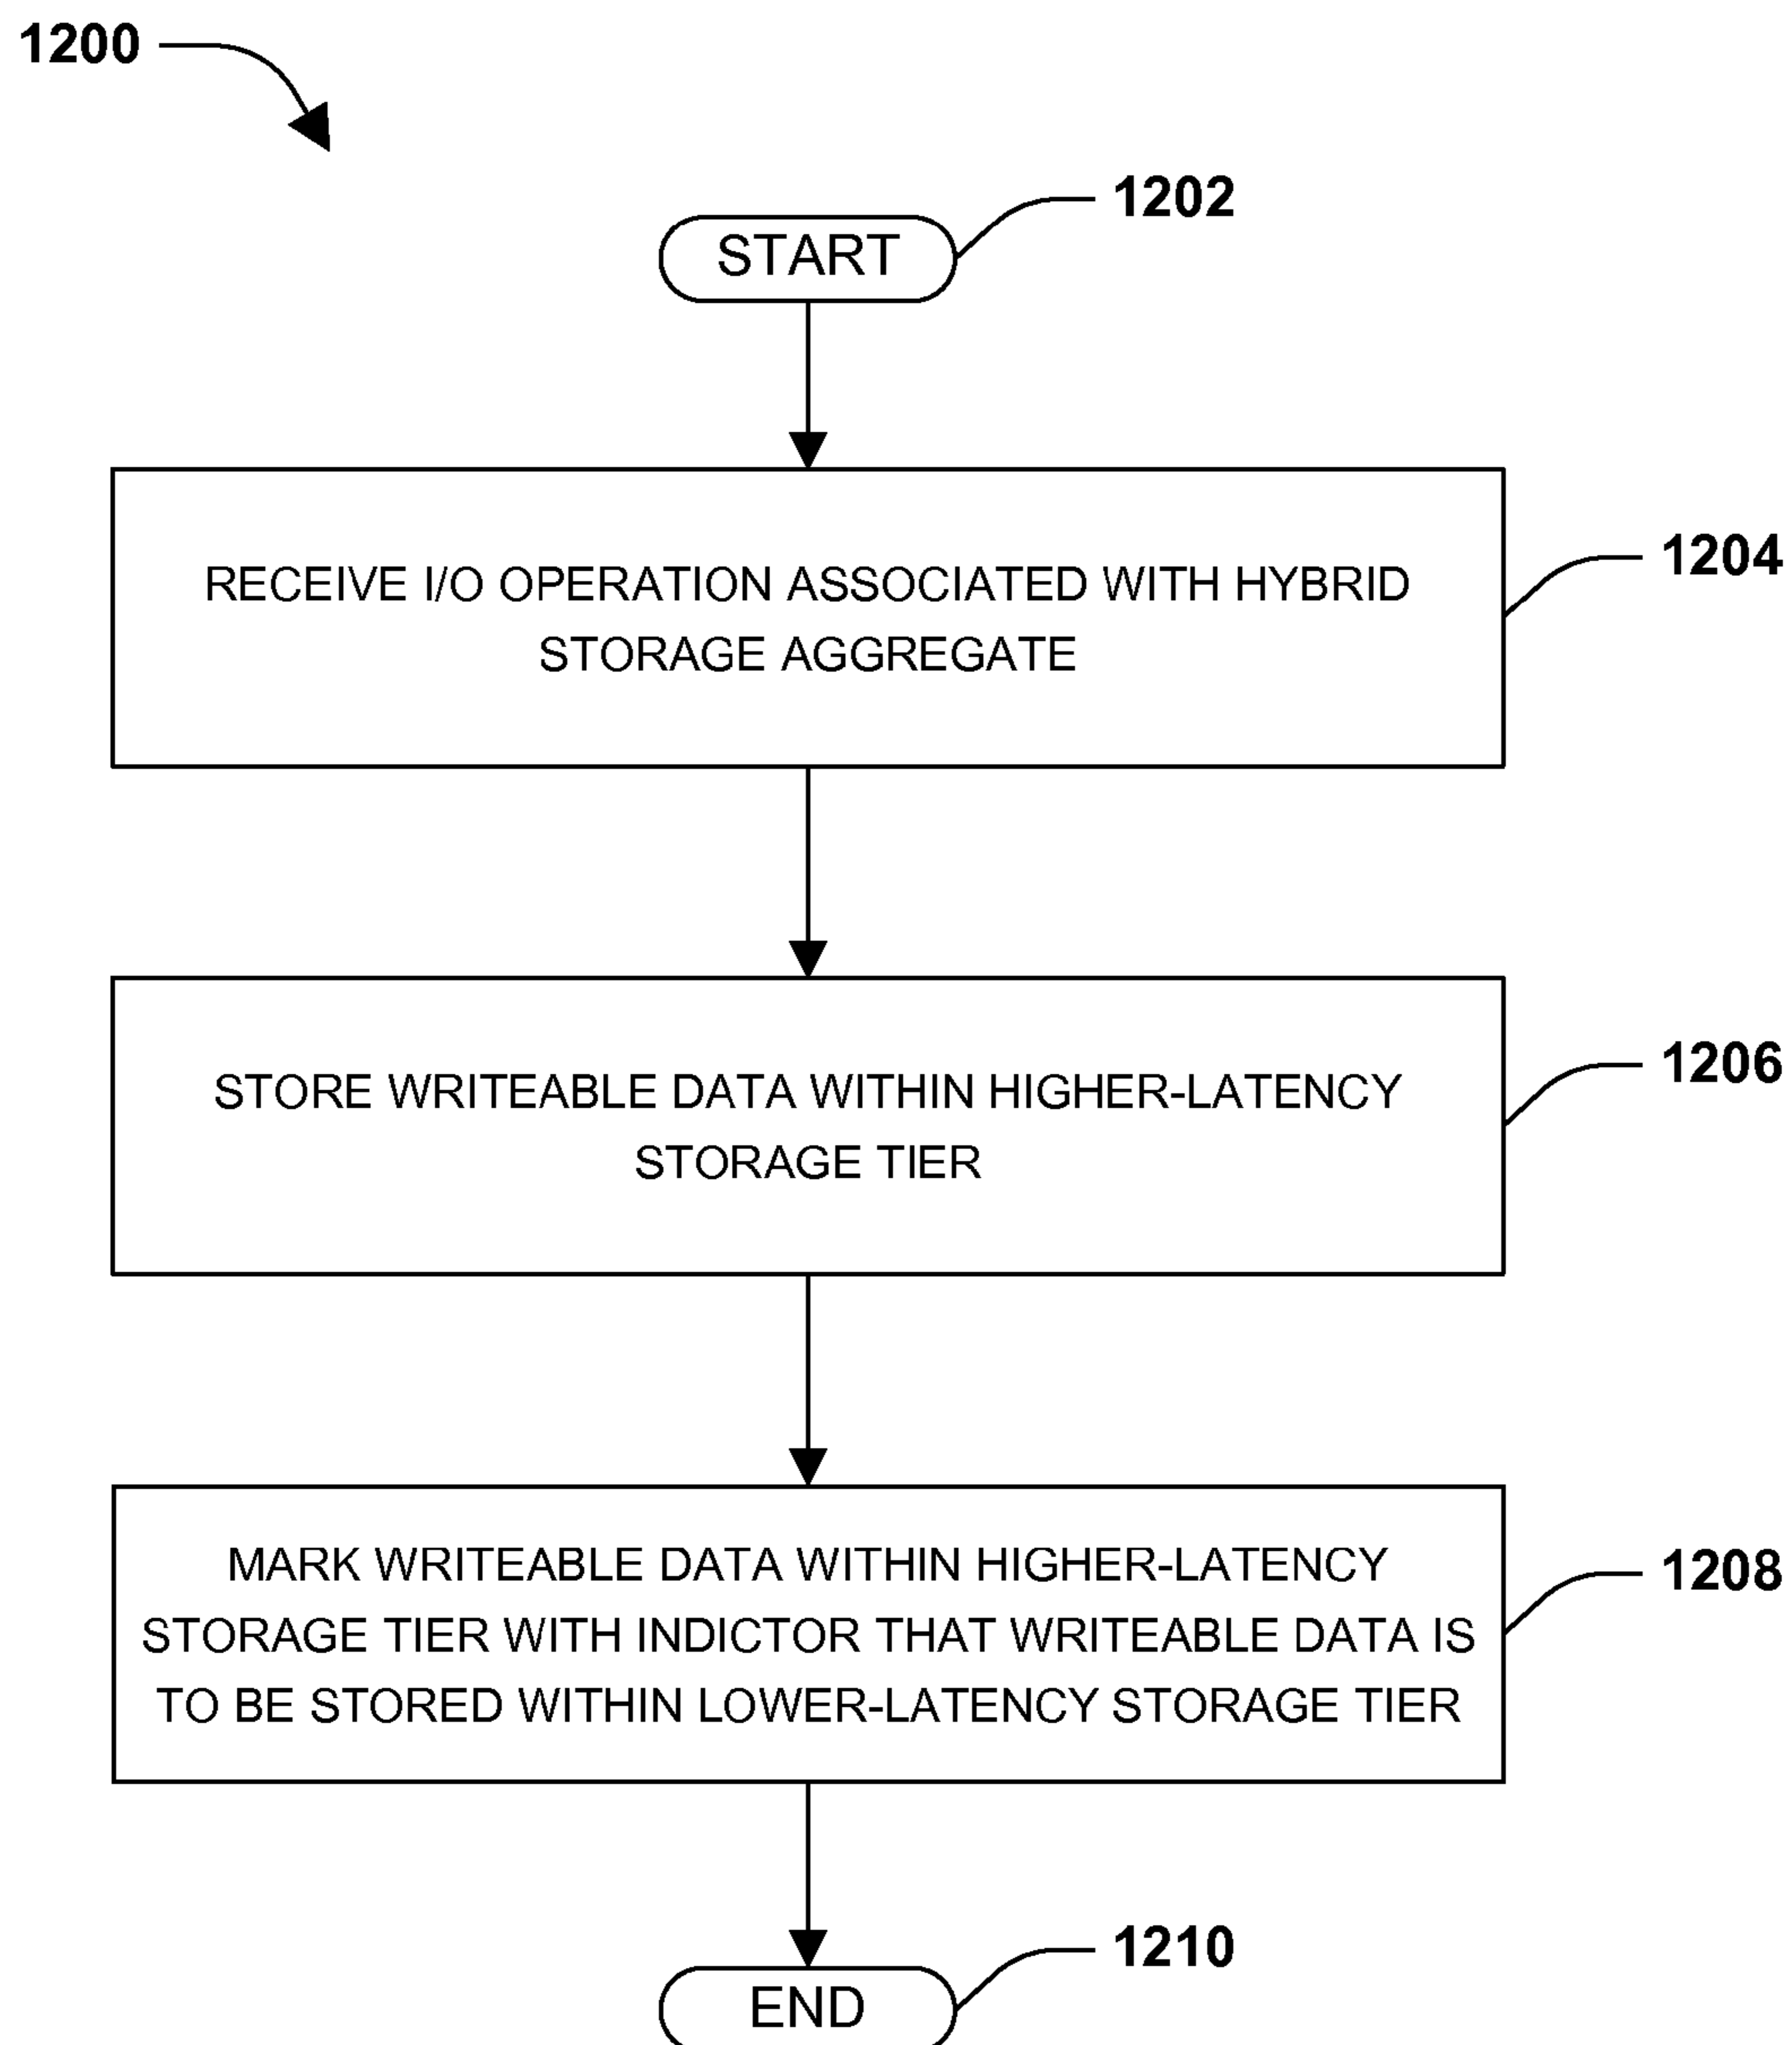 1200
1202
START
RECEIVE I/O OPERATION ASSOCIATED WITH HYBRID
STORAGE AGGREGATE
1204
STORE WRITEABLE DATA WITHIN HIGHER-LATENCY
STORAGE TIER
1206
MARK WRITEABLE DATA WITHIN HIGHER-LATENCY
STORAGE TIER WITH INDICTOR THAT WRITEABLE DATA IS
TO BE STORED WITHIN LOWER-LATENCY STORAGE TIER
1208
1210
END